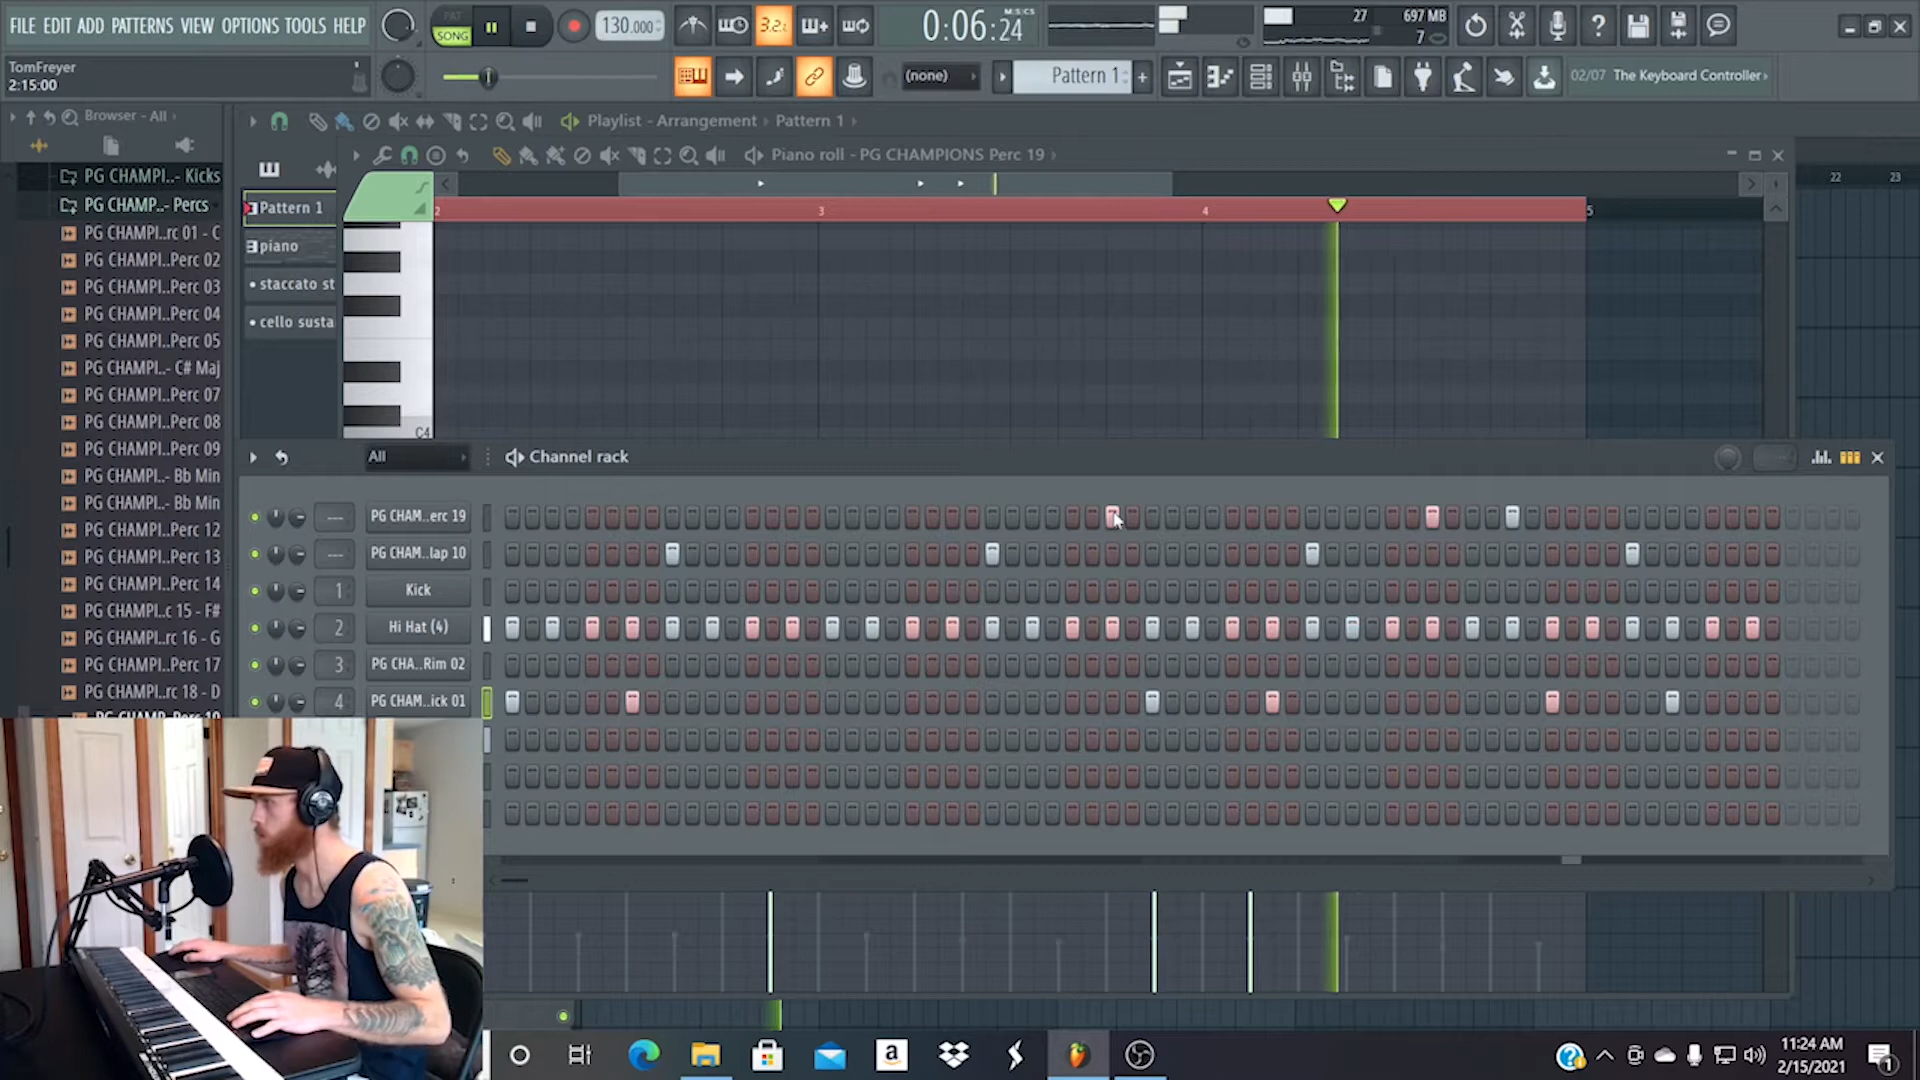 FILE EDIT ADD PATTERNS VIEW OPTIONS TOOLS HELP
PAT
SONG
130.000
3.2.
0:06:24
M:S:CS
27
697 MB
7
TomFreyer
2:15:00
(none)
Pattern 1
+
02/07 The Keyboard Controller
Browser - All
Playlist - Arrangement
Pattern 1
Piano roll - PG CHAMPIONS Perc 19
2
3
4
5
22
23
PG CHAMPI..- Kicks
PG CHAMP..- Percs
PG CHAMPI..rc 01 - C
PG CHAMPI..Perc 02
PG CHAMPI..Perc 03
PG CHAMPI..Perc 04
PG CHAMPI..Perc 05
PG CHAMPI..- C# Maj
PG CHAMPI..Perc 07
PG CHAMPI..Perc 08
PG CHAMPI..Perc 09
PG CHAMPI..- Bb Min
PG CHAMPI..- Bb Min
PG CHAMPI..Perc 12
PG CHAMPI..Perc 13
PG CHAMPI..Perc 14
PG CHAMPI..c 15 - F#
PG CHAMPI..rc 16 - G
PG CHAMPI..Perc 17
PG CHAMPI..rc 18 - D
Pattern 1
piano
staccato st
cello susta
C4
All
Channel rack
--- PG CHAM..erc 19
--- PG CHAM..lap 10
1 Kick
2 Hi Hat (4)
3 PG CHA..Rim 02
4 PG CHAM..ick 01
11:24 AM
2/15/2021
1